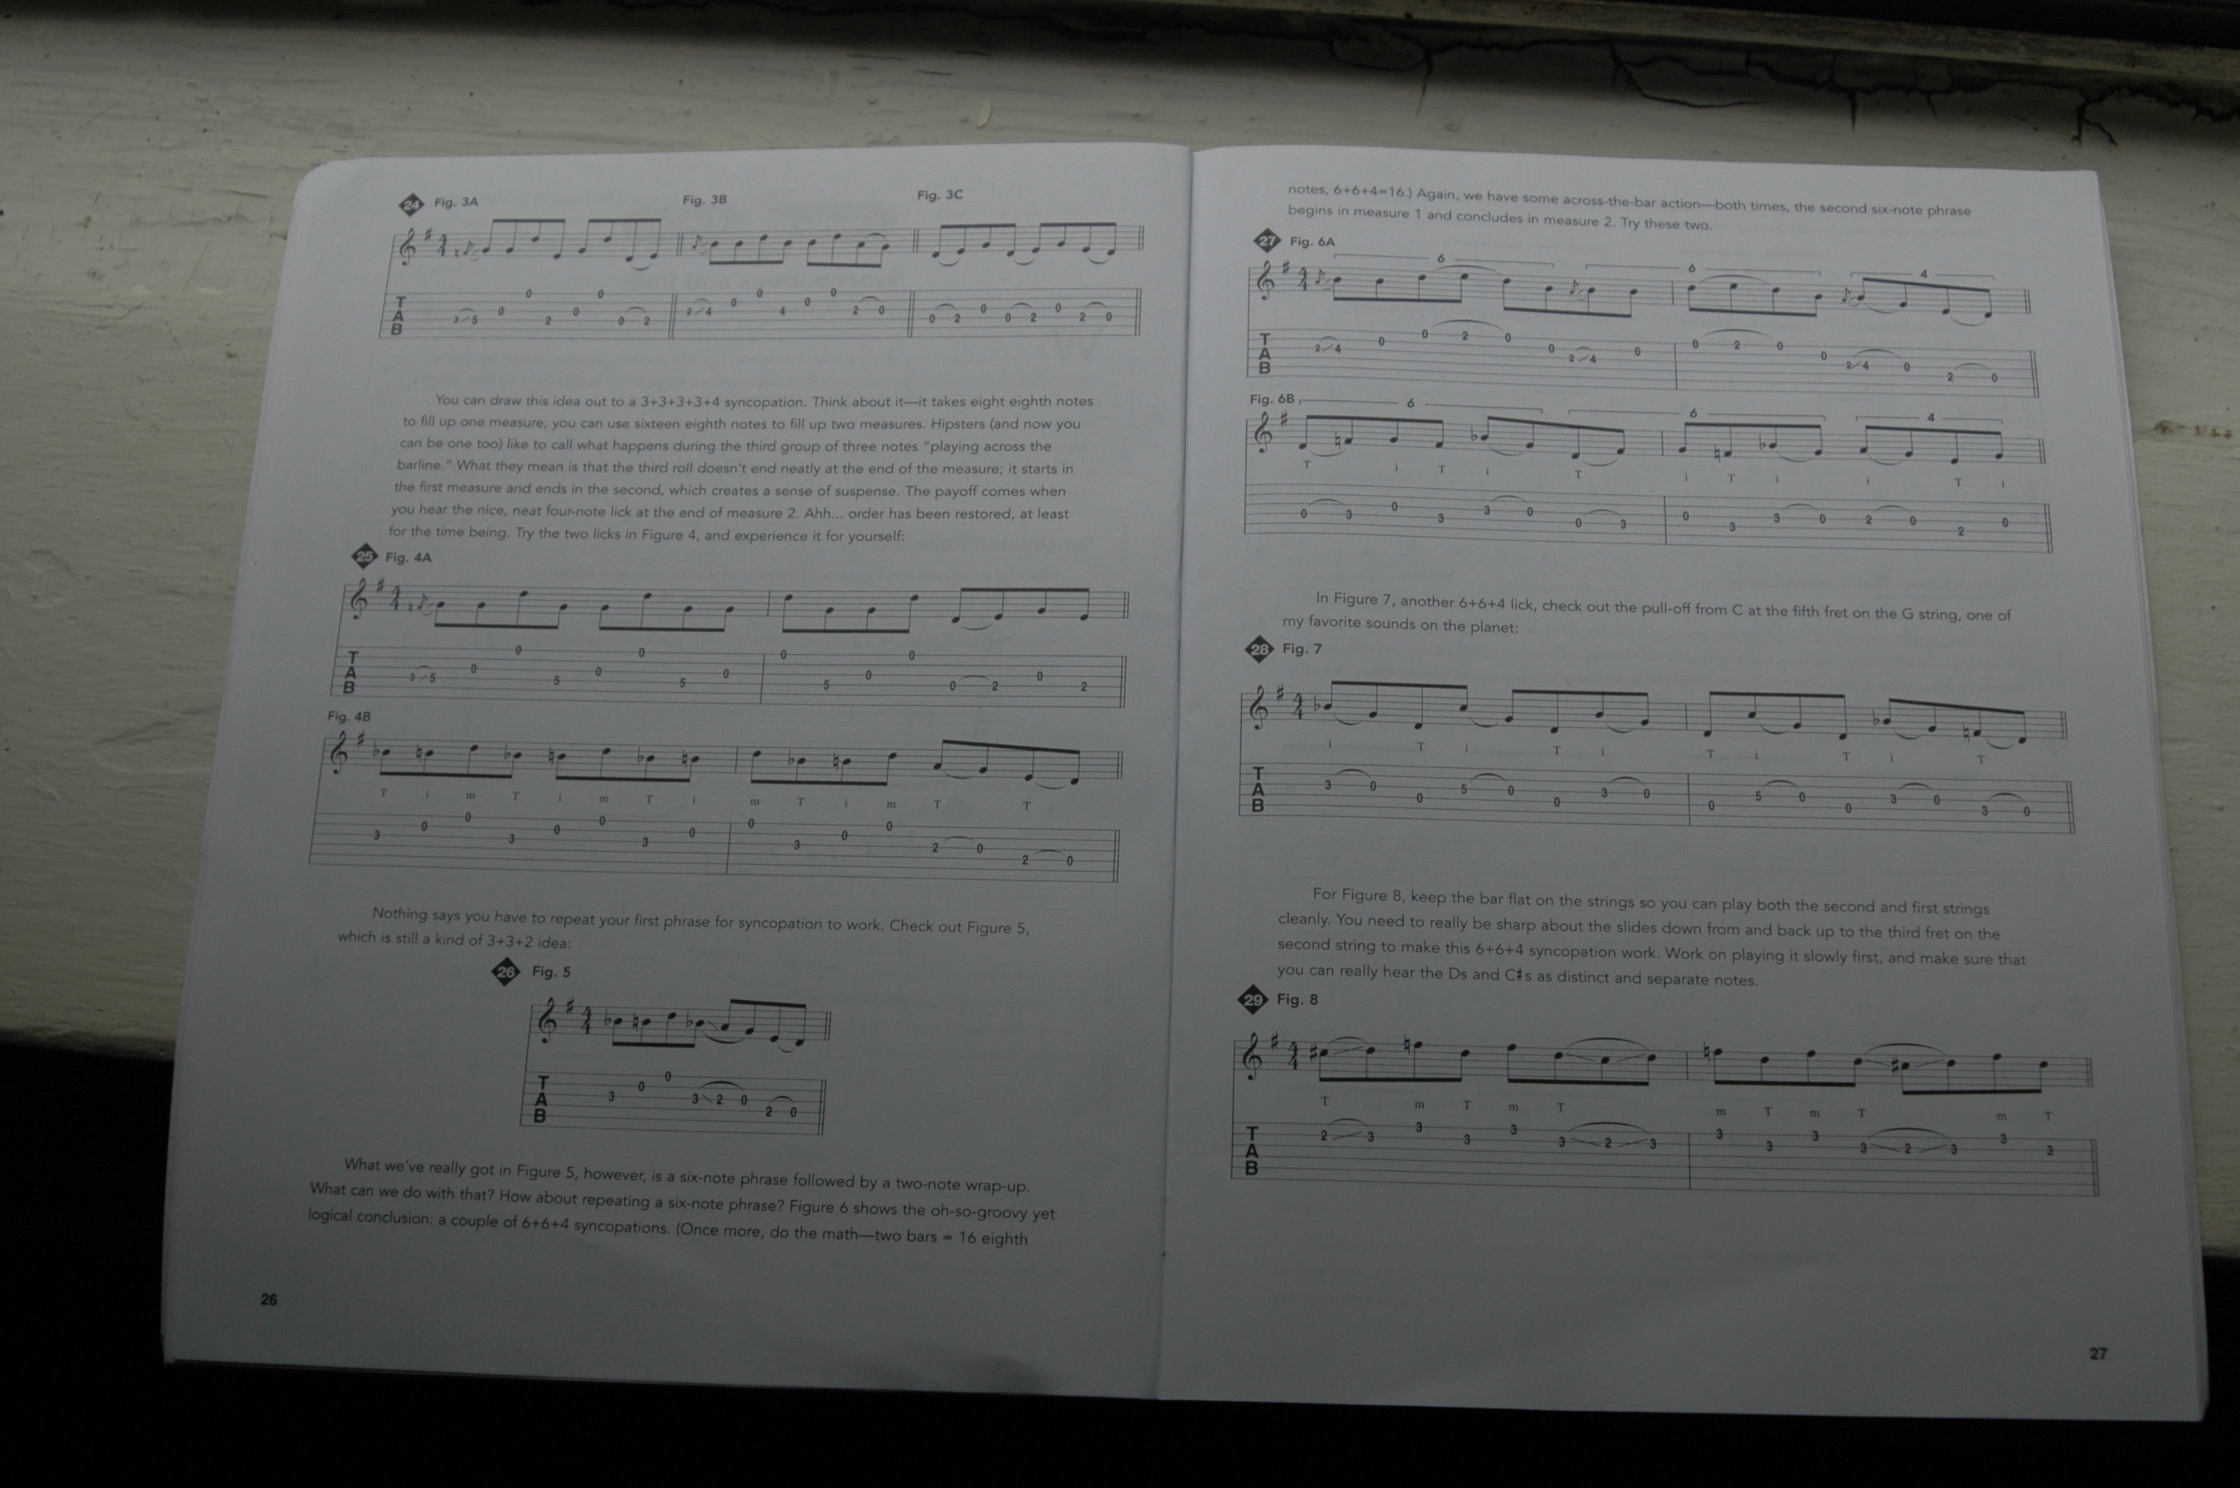 24 Fig. 3A Fig. 3B Fig. 3C
4 4
T A B
3 5 0 0 2 0 0 0 2 2 4 0 0 4 0 0 2 0 0 2 0 0 2 0 2 0
You can draw this idea out to a 3+3+3+3+4 syncopation. Think about it—it takes eight eighth notes
to fill up one measure; you can use sixteen eighth notes to fill up two measures. Hipsters (and now you
can be one too) like to call what happens during the third group of three notes "playing across the
barline." What they mean is that the third roll doesn't end neatly at the end of the measure; it starts in
the first measure and ends in the second, which creates a sense of suspense. The payoff comes when
you hear the nice, neat four-note lick at the end of measure 2. Ahh... order has been restored, at least
for the time being. Try the two licks in Figure 4, and experience it for yourself:
25 Fig. 4A
4 4
T A B
3 5 0 0 5 0 0 5 0 0 5 0 0 0 2 0 2
Fig. 4B
T i m T i m T i m T i m T T
3 0 0 3 0 0 3 0 0 3 0 0 2 0 2 0
Nothing says you have to repeat your first phrase for syncopation to work. Check out Figure 5,
which is still a kind of 3+3+2 idea:
26 Fig. 5
4 4
T A B
3 0 0 3 2 0 2 0
What we've really got in Figure 5, however, is a six-note phrase followed by a two-note wrap-up.
What can we do with that? How about repeating a six-note phrase? Figure 6 shows the oh-so-groovy yet
logical conclusion: a couple of 6+6+4 syncopations. (Once more, do the math—two bars = 16 eighth
26
notes, 6+6+4=16.) Again, we have some across-the-bar action—both times, the second six-note phrase
begins in measure 1 and concludes in measure 2. Try these two.
27 Fig. 6A
6 6 4
4 4
T A B
2 4 0 0 2 0 0 2 4 0 0 2 0 0 2 4 0 2 0
Fig. 6B
6 6 4
T i T i T i T i i T i
0 3 0 3 3 0 0 3 0 3 3 0 2 0 2 0
In Figure 7, another 6+6+4 lick, check out the pull-off from C at the fifth fret on the G string, one of
my favorite sounds on the planet:
28 Fig. 7
4 4
i T i T i T i T i T
T A B
3 0 0 5 0 0 3 0 0 5 0 0 3 0 3 0
For Figure 8, keep the bar flat on the strings so you can play both the second and first strings
cleanly. You need to really be sharp about the slides down from and back up to the third fret on the
second string to make this 6+6+4 syncopation work. Work on playing it slowly first, and make sure that
you can really hear the Ds and C♯s as distinct and separate notes.
29 Fig. 8
4 4
T m T m T m T m T m T
T A B
2 3 3 3 3 3 2 3 3 3 3 3 2 3 3 3
27